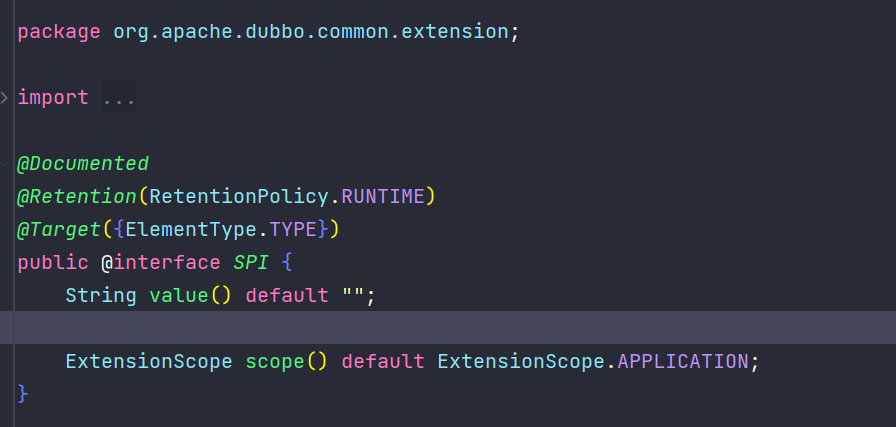 package org.apache.dubbo.common.extension;
import ...
@Documented
@Retention(RetentionPolicy.RUNTIME)
@Target({ElementType.TYPE})
public @interface SPI {
    String value() default "";
    ExtensionScope scope() default ExtensionScope.APPLICATION;
}